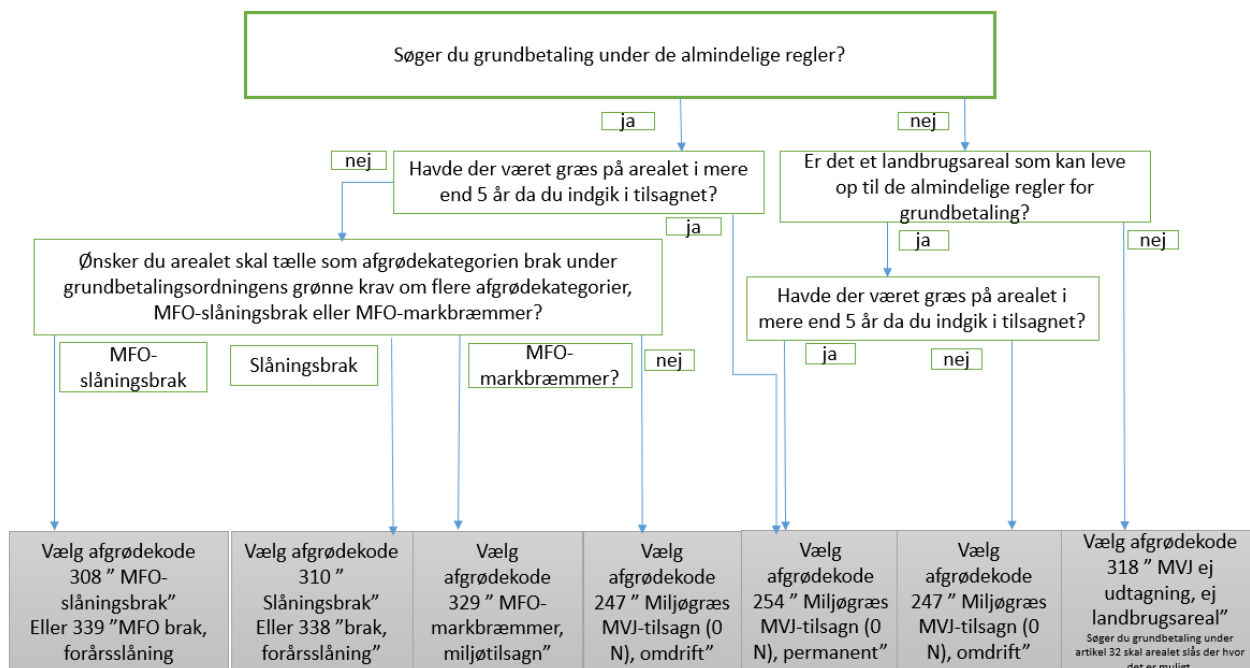 Søger du grundbetaling under de almindelige regler?
ja
nej
nej
Havde der været græs på arealet i mere
end 5 år da du indgik i tilsagnet?
Er det et landbrugsareal som kan leve
op til de almindelige regler for
grundbetaling?
ja
ja
nej
Ønsker du arealet skal tælle som afgrødekategorien brak under
grundbetalingsordningens grønne krav om flere afgrødekategorier,
MFO-slåningsbrak eller MFO-markbræmmer?
Havde der været græs på arealet i
mere end 5 år da du indgik i tilsagnet?
MFO-
slåningsbrak
Slåningsbrak
MFO-
markbræmmer?
nej
ja
nej
Vælg afgrødekode
308 ” MFO-
slåningsbrak”
Eller 339 ”MFO brak,
forårsslåning
Vælg afgrødekode
310 ”
Slåningsbrak”
Eller 338 ”brak,
forårsslåning”
Vælg
afgrødekode
329 ” MFO-
markbræmmer,
miljøtilsagn”
Vælg
afgrødekode
247 ” Miljøgræs
MVJ-tilsagn (0
N), omdrift”
Vælg
afgrødekode
254 ” Miljøgræs
MVJ-tilsagn (0
N), permanent”
Vælg
afgrødekode
247 ” Miljøgræs
MVJ-tilsagn (0
N), omdrift”
Vælg afgrødekode
318 ” MVJ ej
udtagning, ej
landbrugsareal”
Søger du grundbetaling under
artikel 32 skal arealet slås der hvor
det er muligt